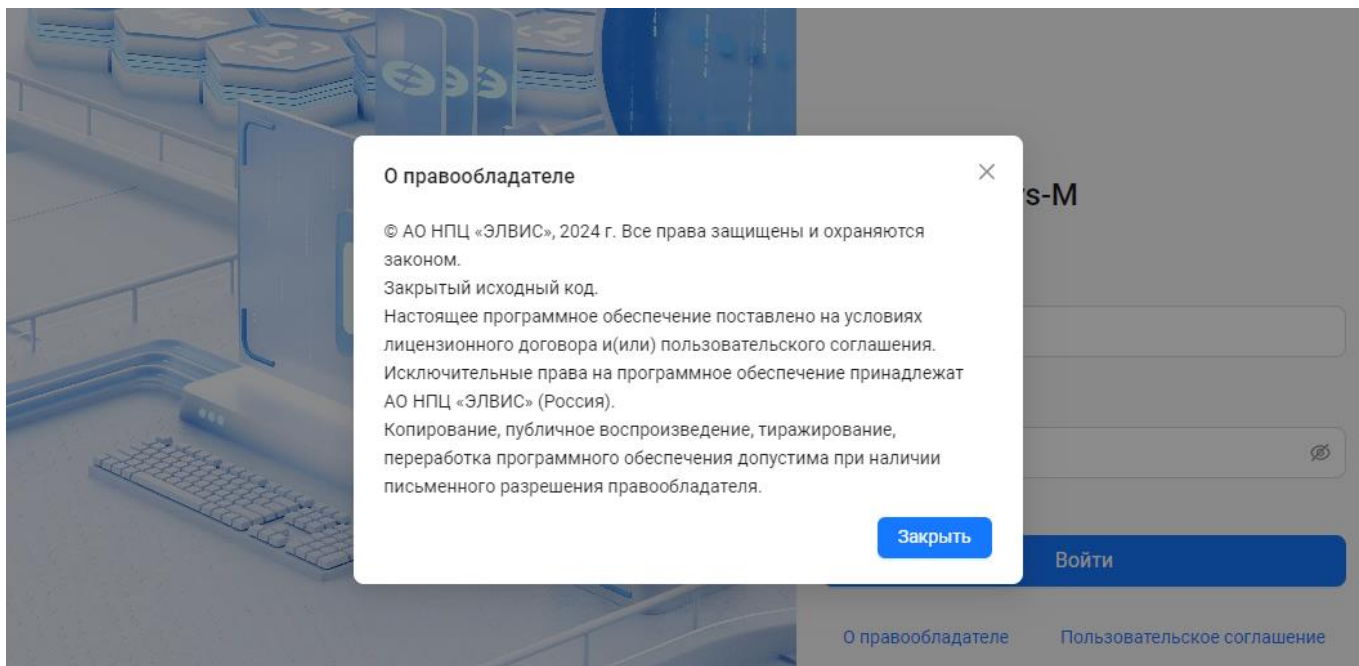 О правообладателе
© АО НПЦ «ЭЛВИС», 2024 г. Все права защищены и охраняются
законом.
Закрытый исходный код.
Настоящее программное обеспечение поставлено на условиях
лицензионного договора и(или) пользовательского соглашения.
Исключительные права на программное обеспечение принадлежат
АО НПЦ «ЭЛВИС» (Россия).
Копирование, публичное воспроизведение, тиражирование,
переработка программного обеспечения допустима при наличии
письменного разрешения правообладателя.
Закрыть
s-M
Войти
О правообладателе Пользовательское соглашение